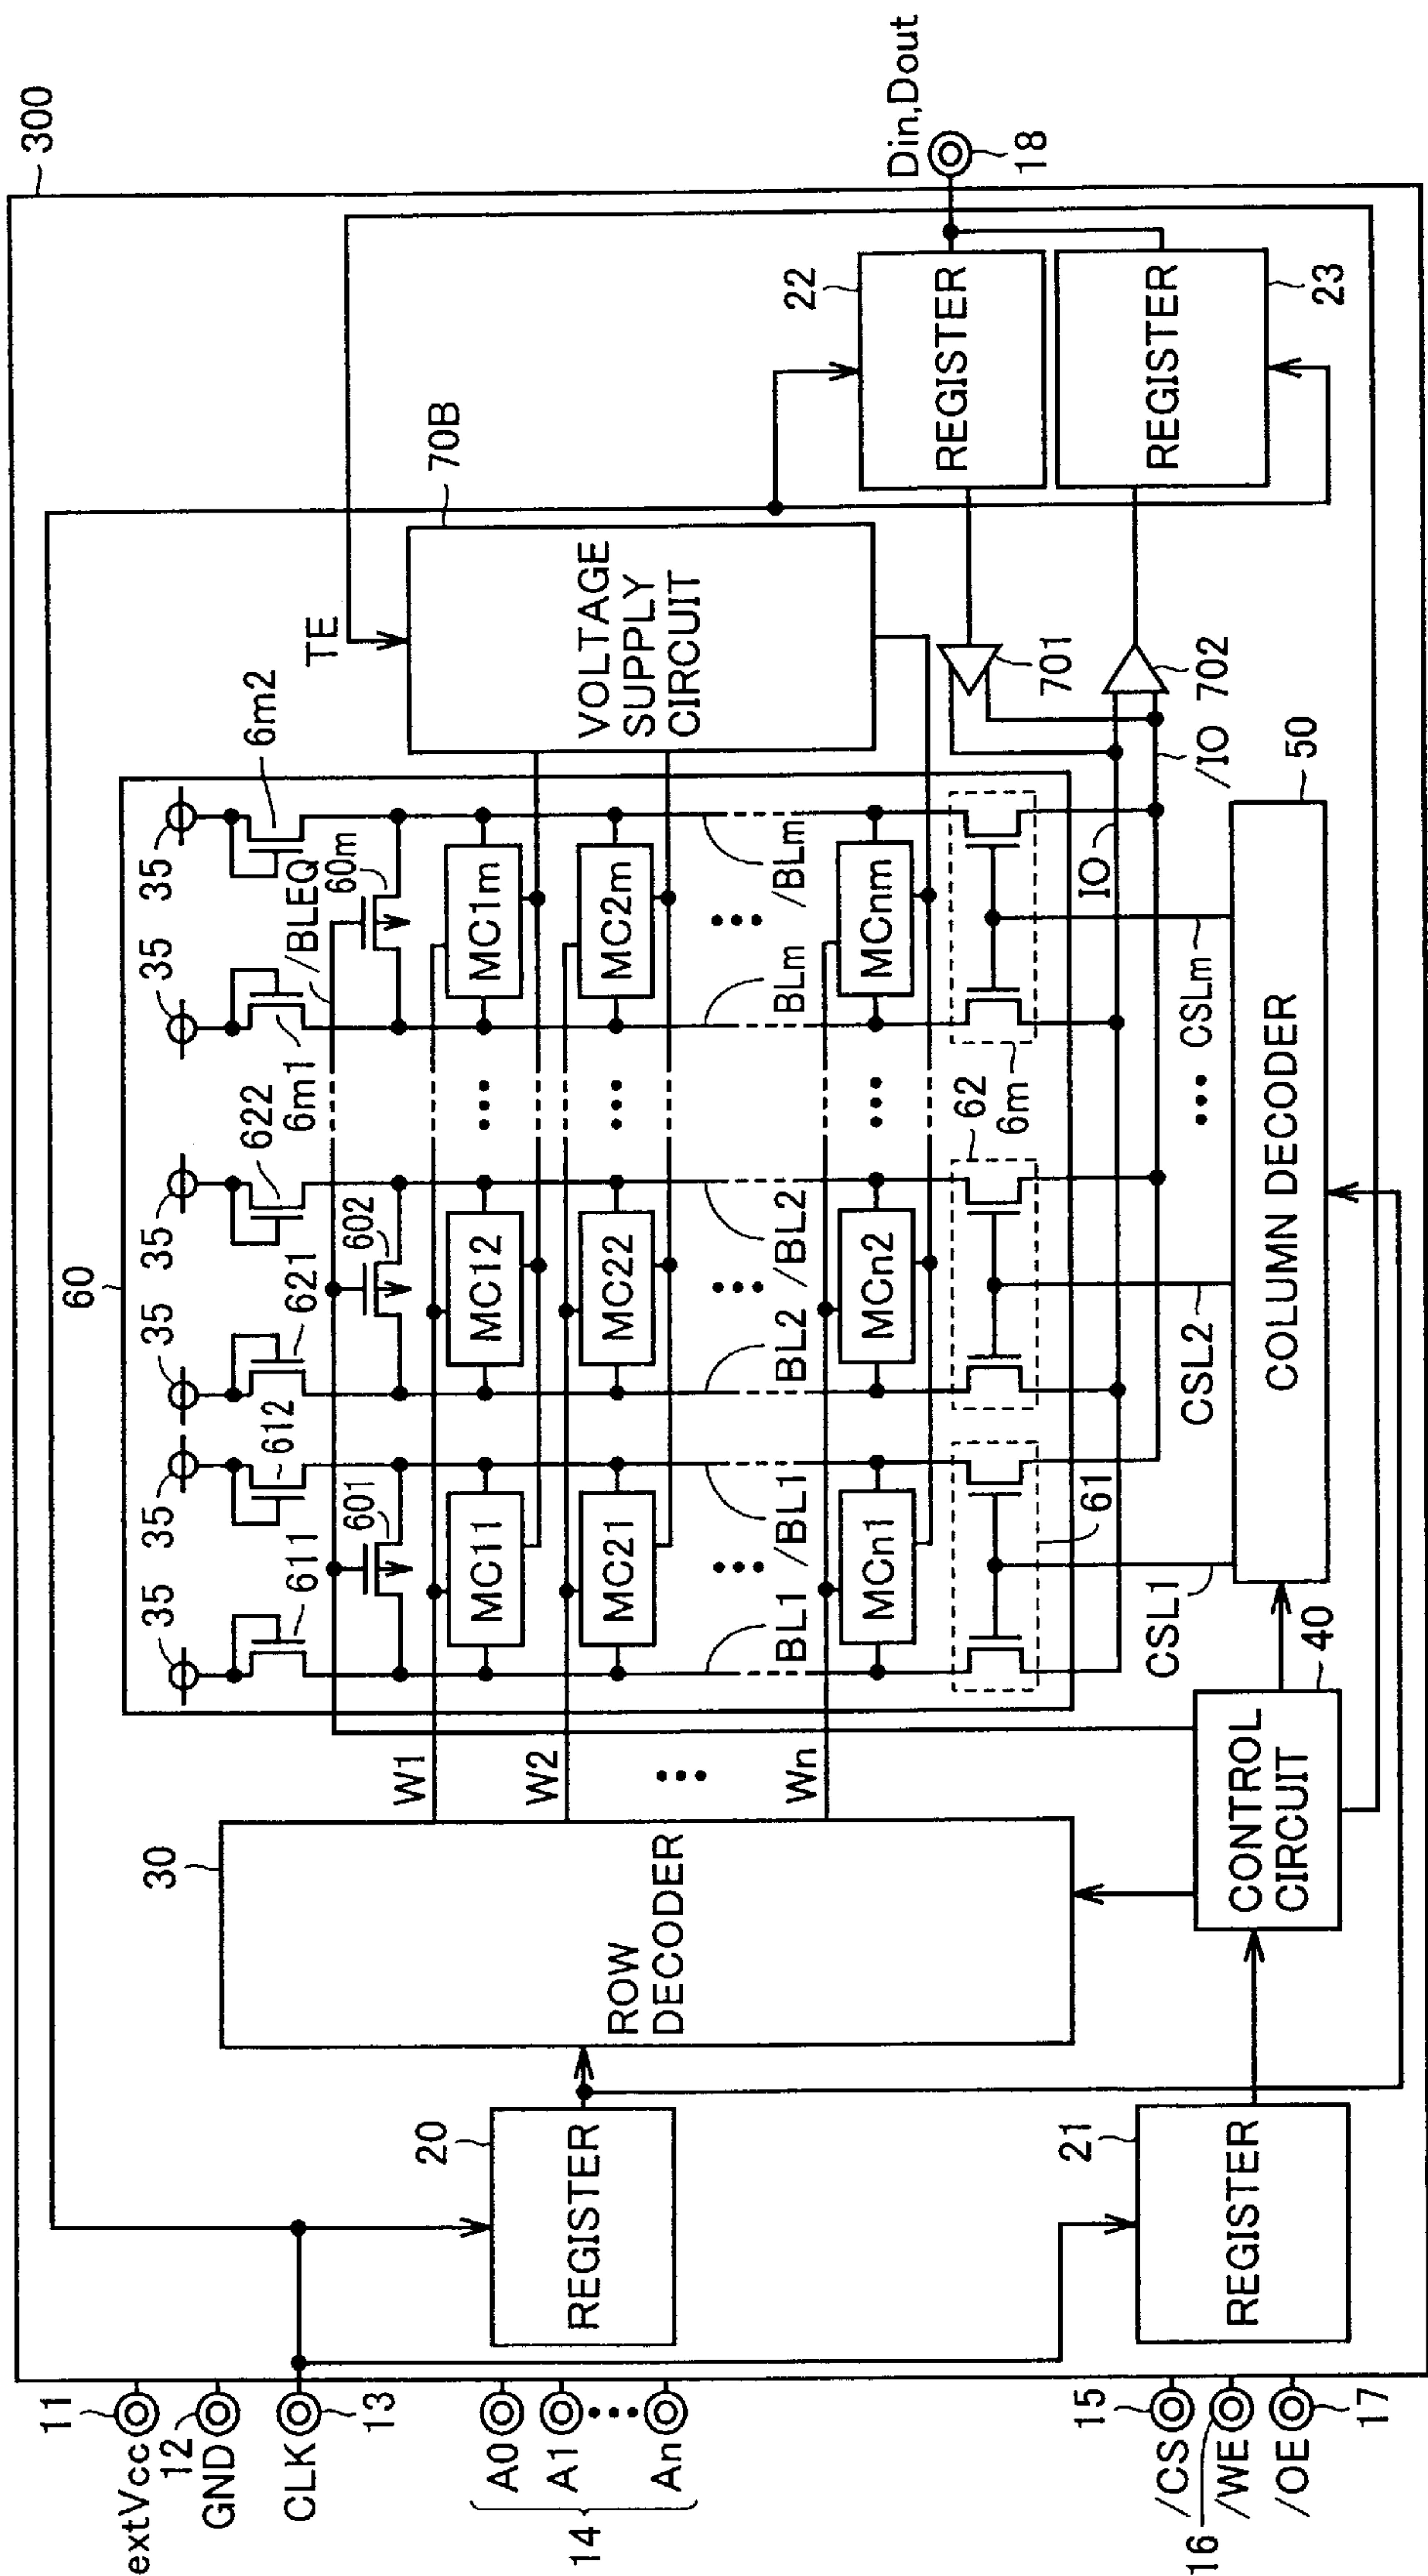 300
extVcc
11
12
GND
CLK
13
A0
A1
An
14
15
/CS
16
/WE
/OE
17
20
REGISTER
21
REGISTER
30
ROW
DECODER
CONTROL
CIRCUIT
40
W1
W2
Wn
60
35
35
35
35
35
35
611
612
621
622
6m1
6m2
601
602
60m
/BLEQ
MC11
MC12
MC1m
MC21
MC22
MC2m
BL1
/BL1
BL2
/BL2
BLm
/BLm
MCn1
MCn2
MCnm
61
62
6m
CSL1
CSL2
CSLm
COLUMN DECODER
50
IO
/IO
TE
70B
VOLTAGE
SUPPLY
CIRCUIT
701
702
22
REGISTER
REGISTER
23
Din,Dout
18